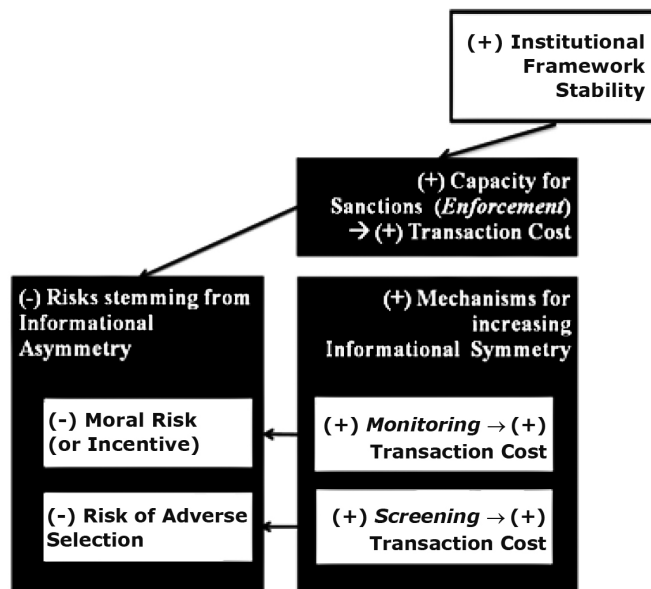 (+) Institutional
Framework
Stability
(+) Capacity for
Sanctions (Enforcement)
→ (+) Transaction Cost
(-) Risks stemming from
Informational
Asymmetry
(+) Mechanisms for
increasing
Informational Symmetry
(-) Moral Risk
(or Incentive)
(+) Monitoring → (+)
Transaction Cost
(-) Risk of Adverse
Selection
(+) Screening → (+)
Transaction Cost